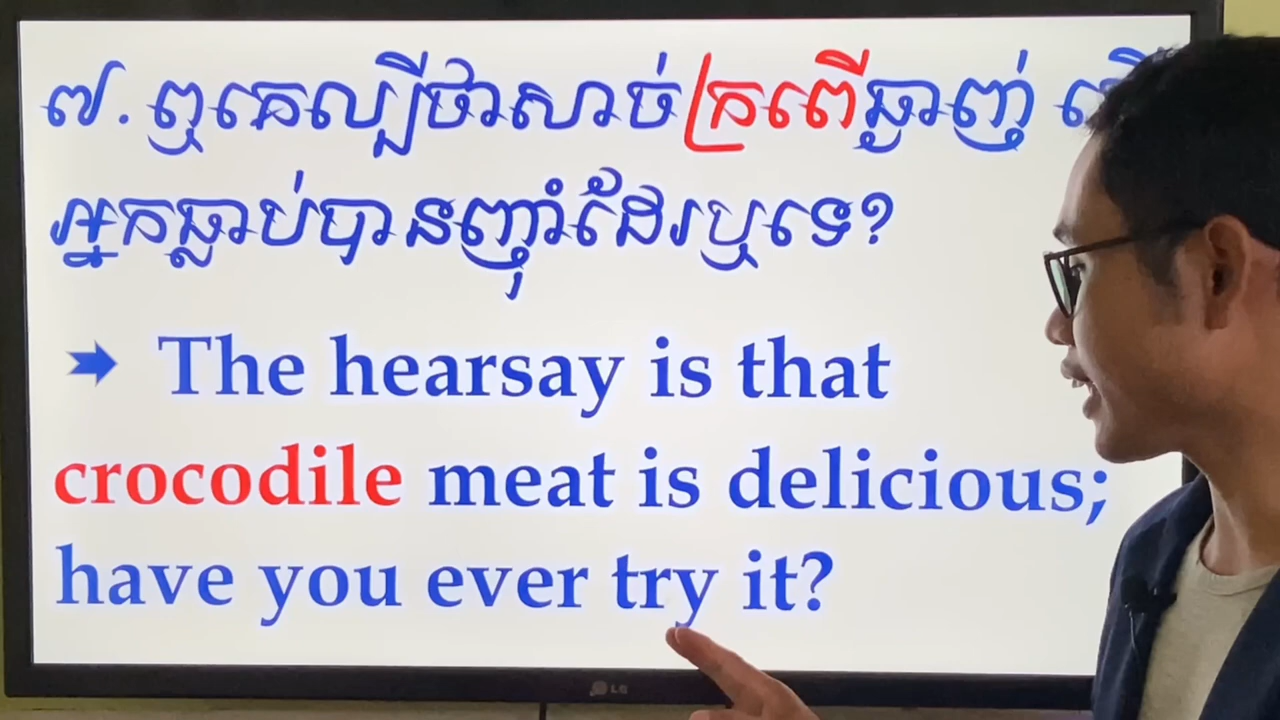 ៧. ឮគេល្បីថាសាច់ក្រពើឆ្ងាញ់
អ្នកធ្លាប់បានញ៉ាំដែរឬទេ?
The hearsay is that
crocodile meat is delicious;
have you ever try it?
LG